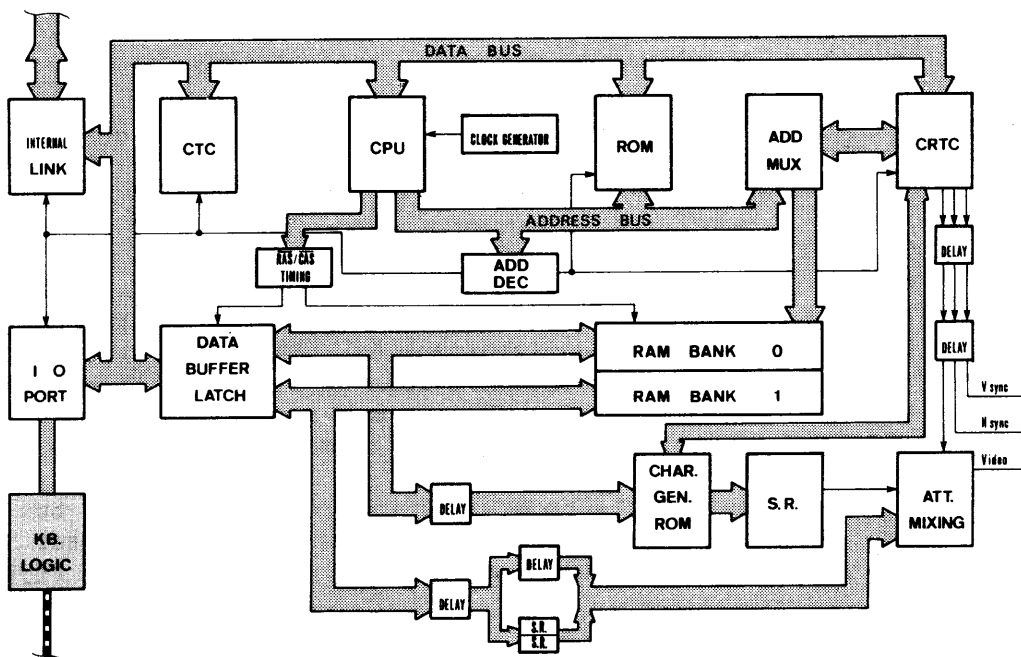 DATA BUS
INTERNAL
LINK
CTC
CPU
CLOCK GENERATOR
ROM
ADD
MUX
CRTC
ADDRESS BUS
RAS/CAS
TIMING
ADD
DEC
DELAY
I O
PORT
DATA
BUFFER
LATCH
RAM BANK 0
RAM BANK 1
DELAY
V sync
H sync
Video
KB.
LOGIC
DELAY
CHAR.
GEN.
ROM
S.R.
ATT.
MIXING
DELAY
DELAY
S.R.
S.R.